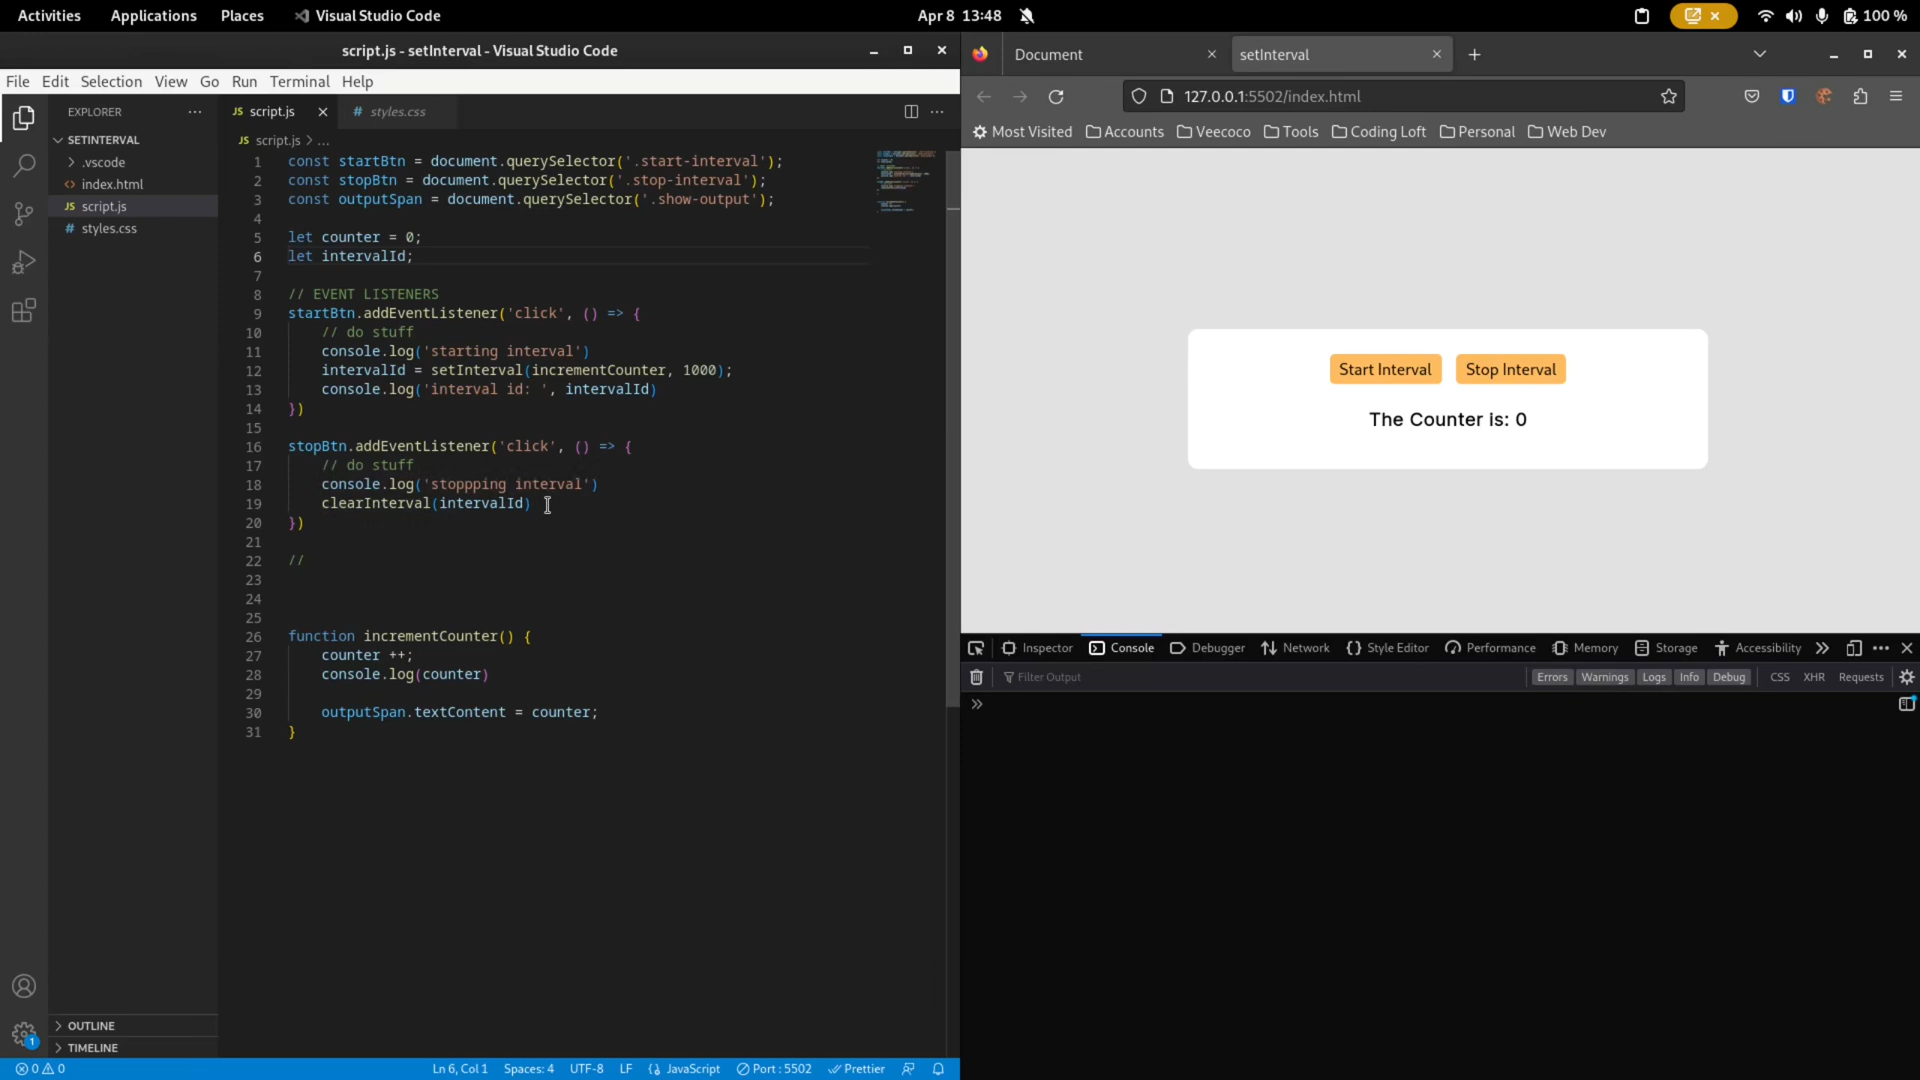 Activities Applications Places Visual Studio Code Apr 8 13:48 100 %
script.js - setInterval - Visual Studio Code
File Edit Selection View Go Run Terminal Help
EXPLORER
SETINTERVAL
.vscode
index.html
JS script.js
# styles.css
OUTLINE
TIMELINE
JS script.js # styles.css
JS script.js > ...
1 const startBtn = document.querySelector('.start-interval');
2 const stopBtn = document.querySelector('.stop-interval');
3 const outputSpan = document.querySelector('.show-output');
4
5 let counter = 0;
6 let intervalId;
7
8 // EVENT LISTENERS
9 startBtn.addEventListener('click', () => {
10 // do stuff
11 console.log('starting interval')
12 intervalId = setInterval(incrementCounter, 1000);
13 console.log('interval id: ', intervalId)
14 })
15
16 stopBtn.addEventListener('click', () => {
17 // do stuff
18 console.log('stoppping interval')
19 clearInterval(intervalId)
20 })
21
22 //
23
24
25
26 function incrementCounter() {
27 counter ++;
28 console.log(counter)
29
30 outputSpan.textContent = counter;
31 }
0 0 Ln 6, Col 1 Spaces: 4 UTF-8 LF JavaScript Port : 5502 Prettier
1
Document setInterval
127.0.0.1:5502/index.html
Most Visited Accounts Veecoco Tools Coding Loft Personal Web Dev
Start Interval Stop Interval
The Counter is: 0
Inspector Console Debugger Network Style Editor Performance Memory Storage Accessibility
Filter Output Errors Warnings Logs Info Debug CSS XHR Requests